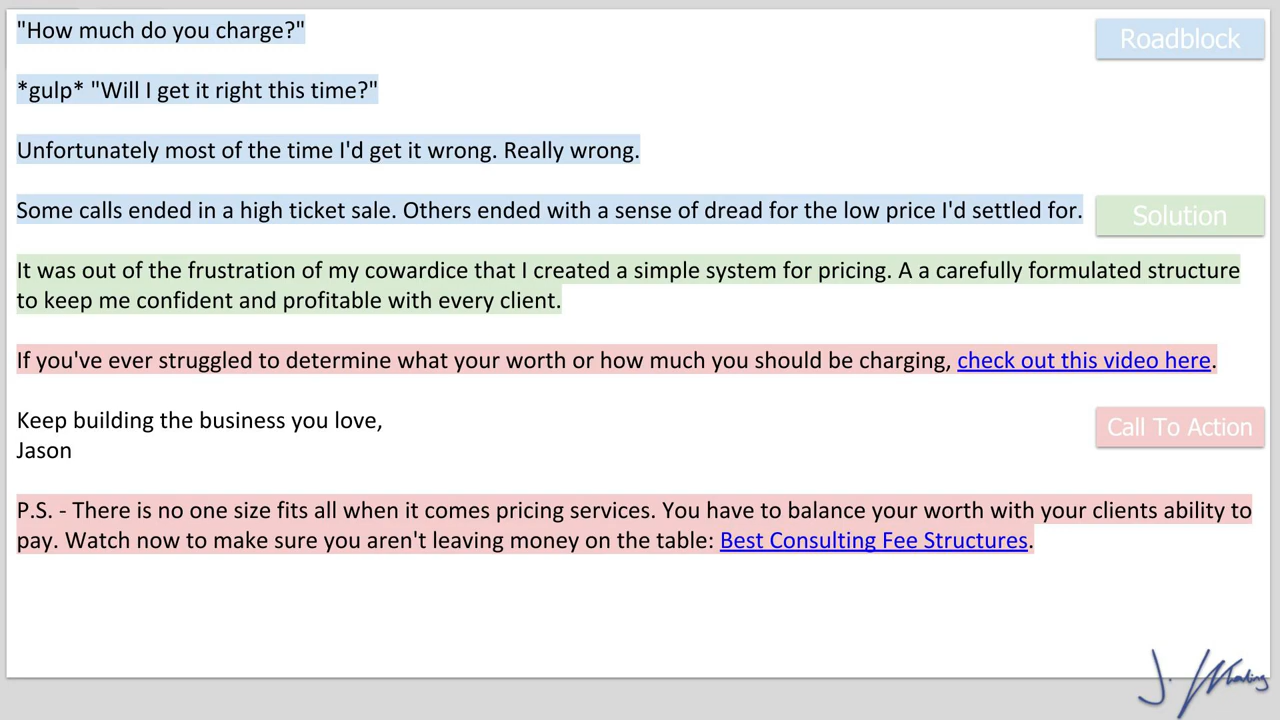 "How much do you charge?"
Roadblock
*gulp* "Will I get it right this time?"
Unfortunately most of the time I'd get it wrong. Really wrong.
Some calls ended in a high ticket sale. Others ended with a sense of dread for the low price I'd settled for.
Solution
It was out of the frustration of my cowardice that I created a simple system for pricing. A a carefully formulated structure
to keep me confident and profitable with every client.
If you've ever struggled to determine what your worth or how much you should be charging, check out this video here.
Keep building the business you love,
Call To Action
Jason
P.S. - There is no one size fits all when it comes pricing services. You have to balance your worth with your clients ability to
pay. Watch now to make sure you aren't leaving money on the table: Best Consulting Fee Structures.
J.